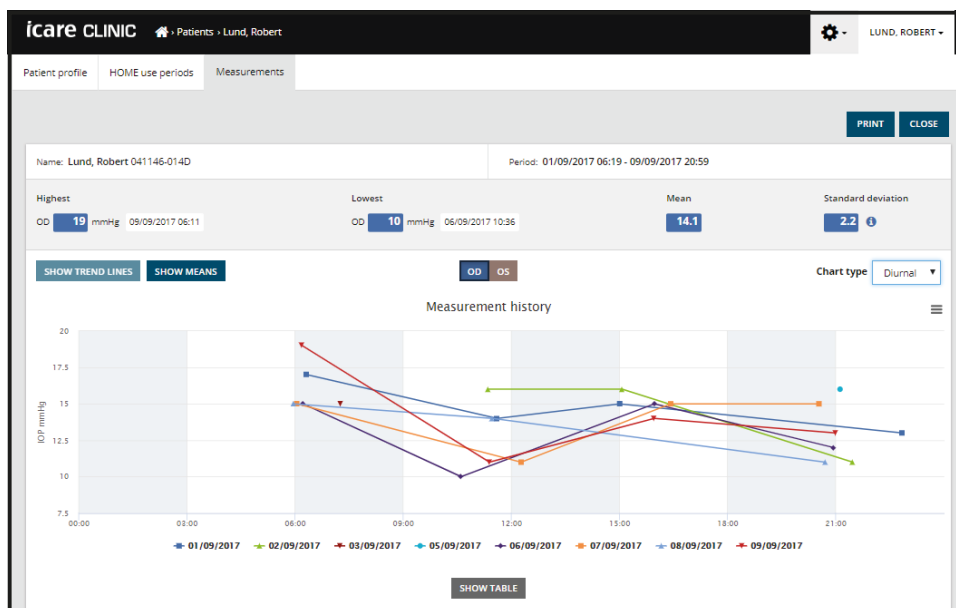 icare CLINIC › Patients › Lund, Robert LUND, ROBERT
Patient profile HOME use periods Measurements
PRINT CLOSE
Name: Lund, Robert 041146-014D Period: 01/09/2017 06:19 - 09/09/2017 20:59
Highest Lowest Mean Standard deviation
OD 19 mmHg 09/09/2017 06:11 OD 10 mmHg 06/09/2017 10:36 14.1 2.2 i
SHOW TREND LINES SHOW MEANS OD OS Chart type Diurnal
Measurement history
IOP mmHg
20
17.5
15
12.5
10
7.5
00:00 03:00 06:00 09:00 12:00 15:00 18:00 21:00
01/09/2017 02/09/2017 03/09/2017 05/09/2017 06/09/2017 07/09/2017 08/09/2017 09/09/2017
SHOW TABLE